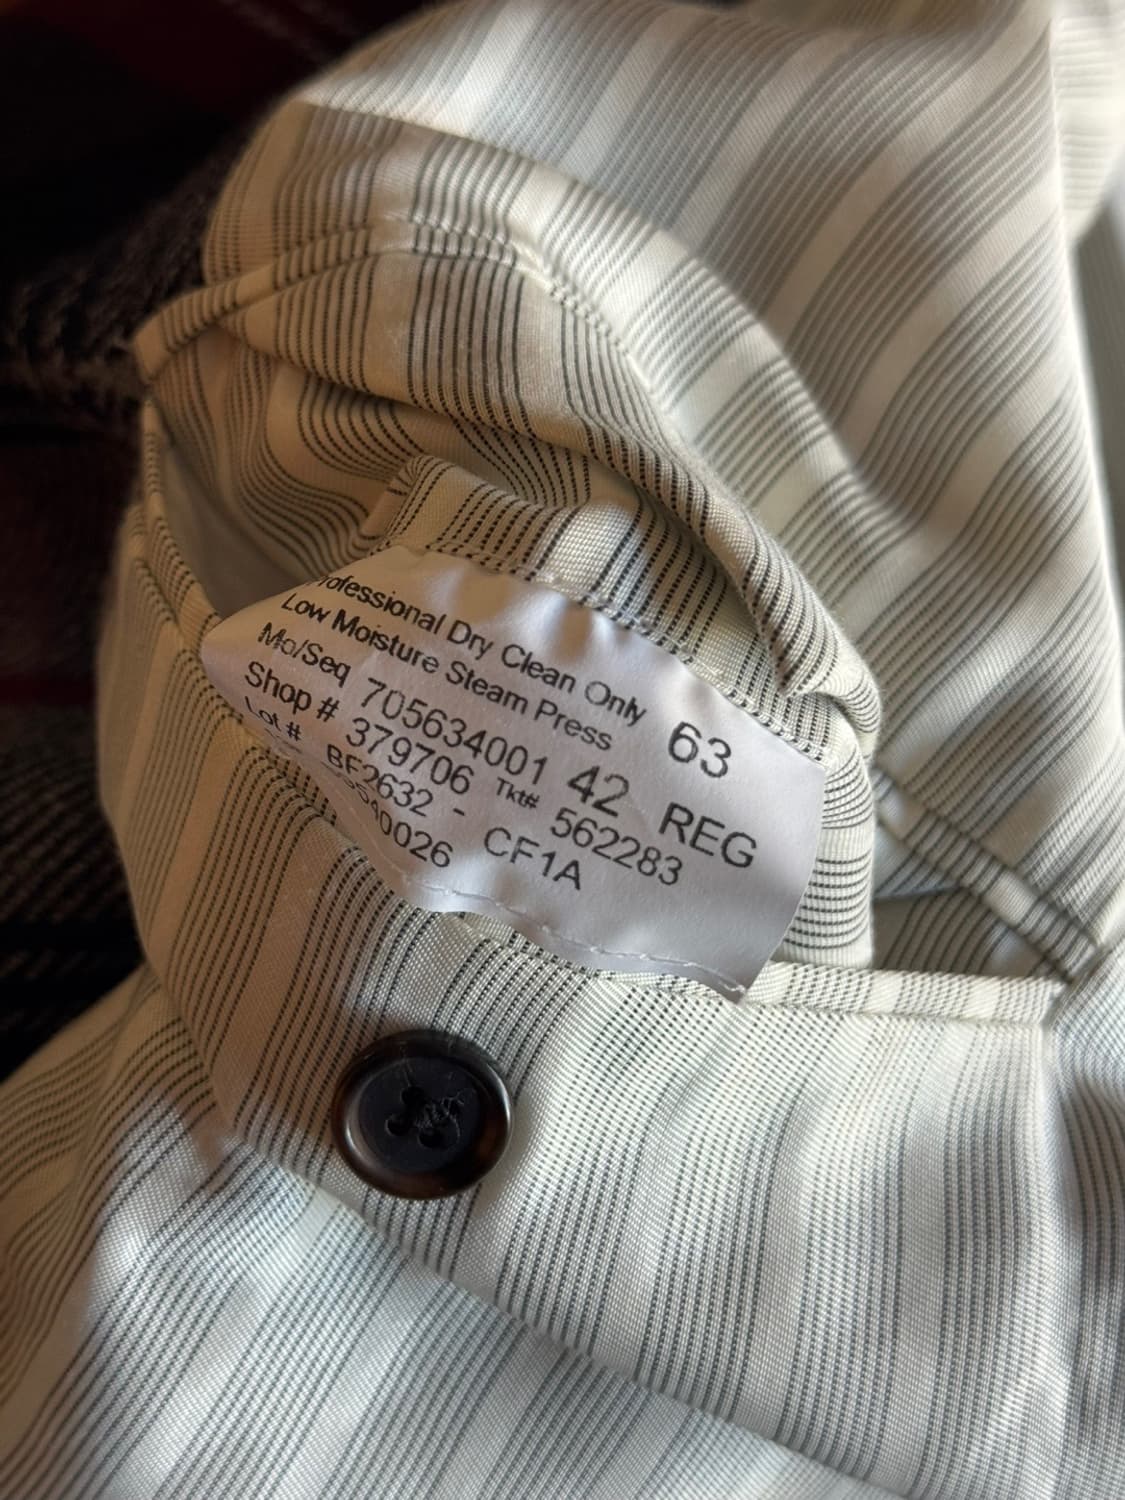 Professional Dry Clean Only
Low Moisture Steam Press 63
Mo/Seq 705634001 42 REG
Shop # 379706 Tkt# 562283
Lot # BF2632 - CF1A
0026